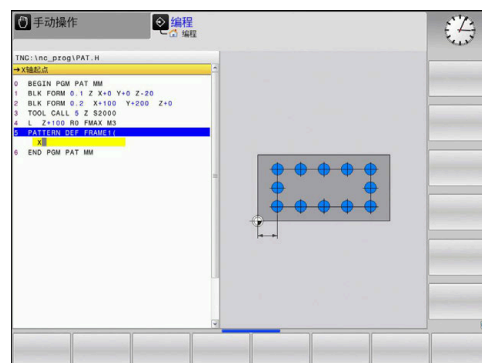 手动操作
编程
编程
TNC:\nc_prog\PAT.H
→X轴起点
0 BEGIN PGM PAT MM
1 BLK FORM 0.1 Z X+0 Y+0 Z-20
2 BLK FORM 0.2 X+100 Y+200 Z+0
3 TOOL CALL 5 Z S2000
4 L Z+100 R0 FMAX M3
5 PATTERN DEF FRAME1(
X
6 END PGM PAT MM